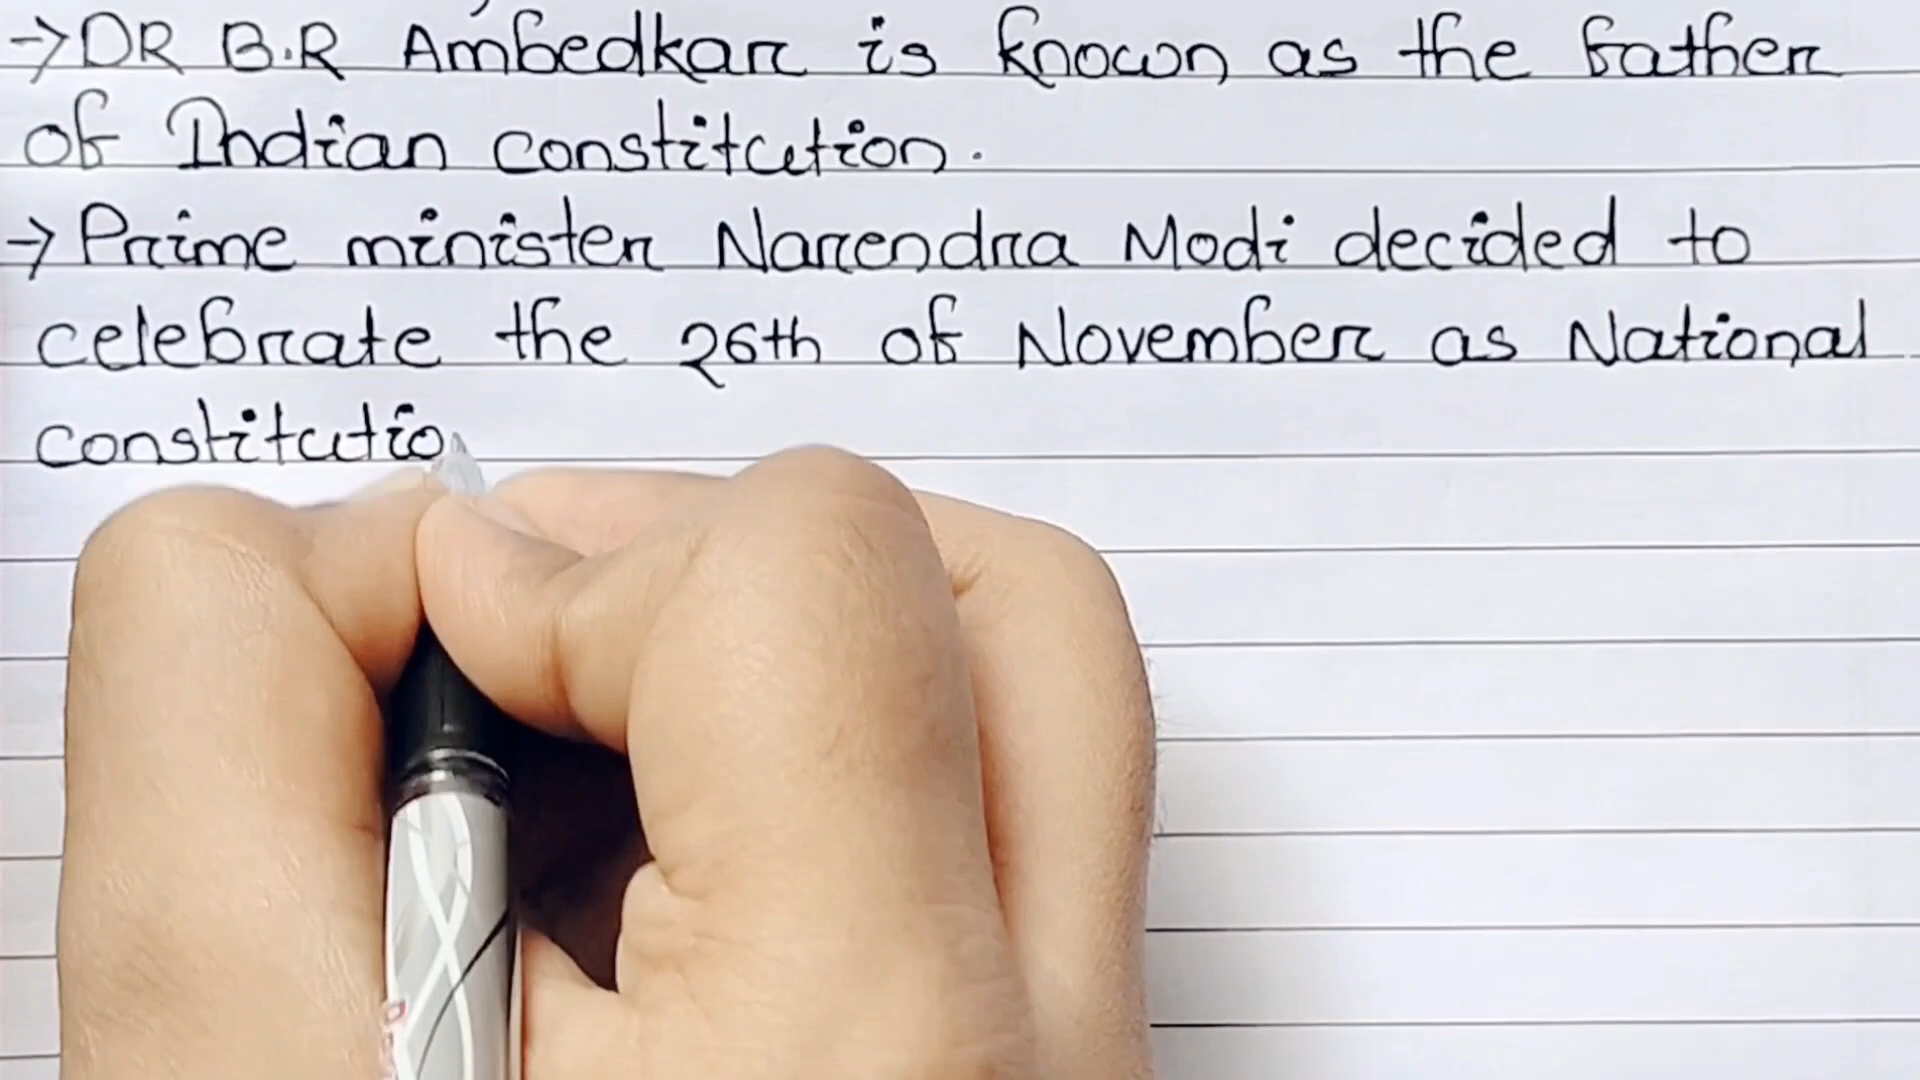 →DR B.R Ambedkar is known as the father
of Indian constitution.
→Prime minister Narendra Modi decided to
celebrate the 26th of November as National
constitutio